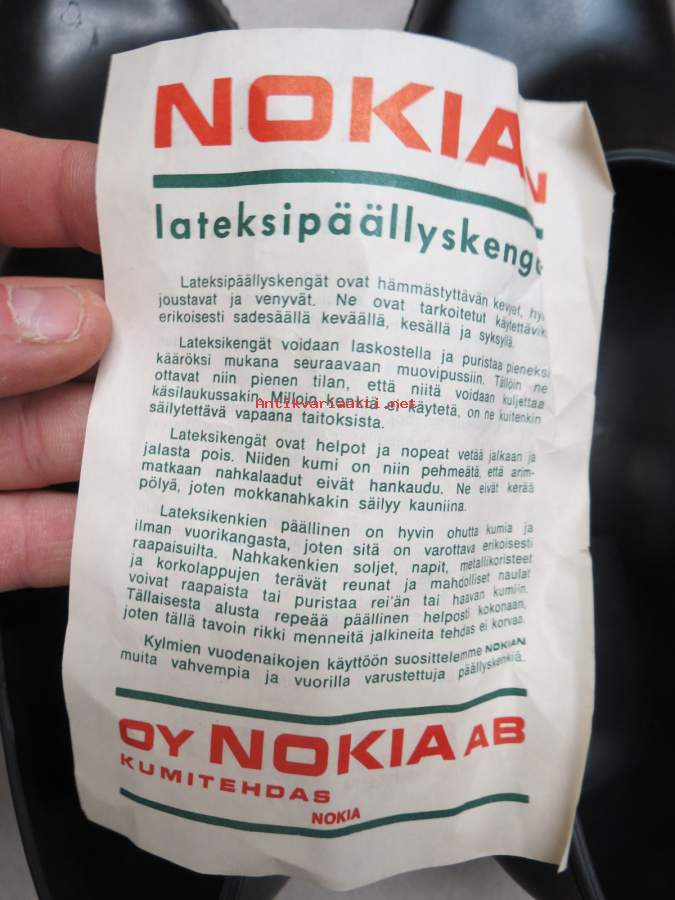 NOKIAN
lateksipäällyskeng
Lateksipäällyskengät ovat hämmästyttävän kevyet, hyv
joustavat ja venyvät. Ne ovat tarkoitetut käytettävik
erikoisesti sadesäällä keväällä, kesällä ja syksyllä.
Lateksikengät voidaan laskostella ja puristaa pieneksi
kääröksi mukana seuraavaan muovipussiin. Tällöin ne
ottavat niin pienen tilan, että niitä voidaan kuljettaa
käsilaukussakin. Milloin kenkiä ei käytetä, on ne kuitenkin
säilytettävä vapaana taitoksista.
Antikvariaatti.net
Lateksikengät ovat helpot ja nopeat vetää jalkaan ja
jalasta pois. Niiden kumi on niin pehmeätä, että arim-
matkaan nahkalaadut eivät hankaudu. Ne eivät kerää
pölyä, joten mokkanahkakin säilyy kauniina.
Lateksikenkien päällinen on hyvin ohutta kumia ja
ilman vuorikangasta, joten sitä on varottava erikoisesti
raapaisuilta. Nahkakenkien soljet, napit, metallikoristeet
ja korkolappujen terävät reunat ja mahdolliset naulat
voivat raapaista tai puristaa rei'än tai haavan kumiin.
Tällaisesta alusta repeää päällinen helposti kokonaan,
joten tällä tavoin rikki menneitä jalkineita tehdas ei korvaa.
Kylmien vuodenaikojen käyttöön suosittelemme NOKIAN
muita vahvempia ja vuorilla varustettuja päällyskenkiä.
OY NOKIA AB
KUMITEHDAS
NOKIA